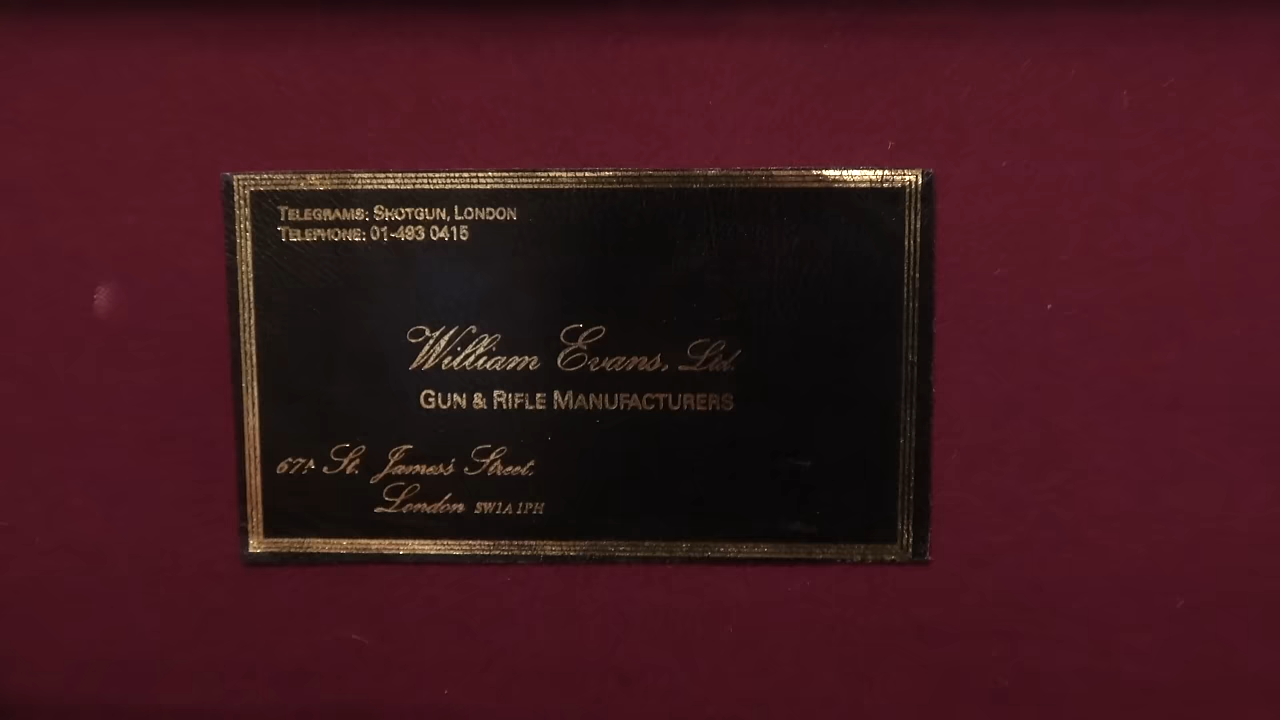 TELEGRAMS: SHOTGUN, LONDON
TELEPHONE: 01-493 0415
William Evans, Ltd.
GUN & RIFLE MANUFACTURERS
St. James's Street,
London SW1A 1PH